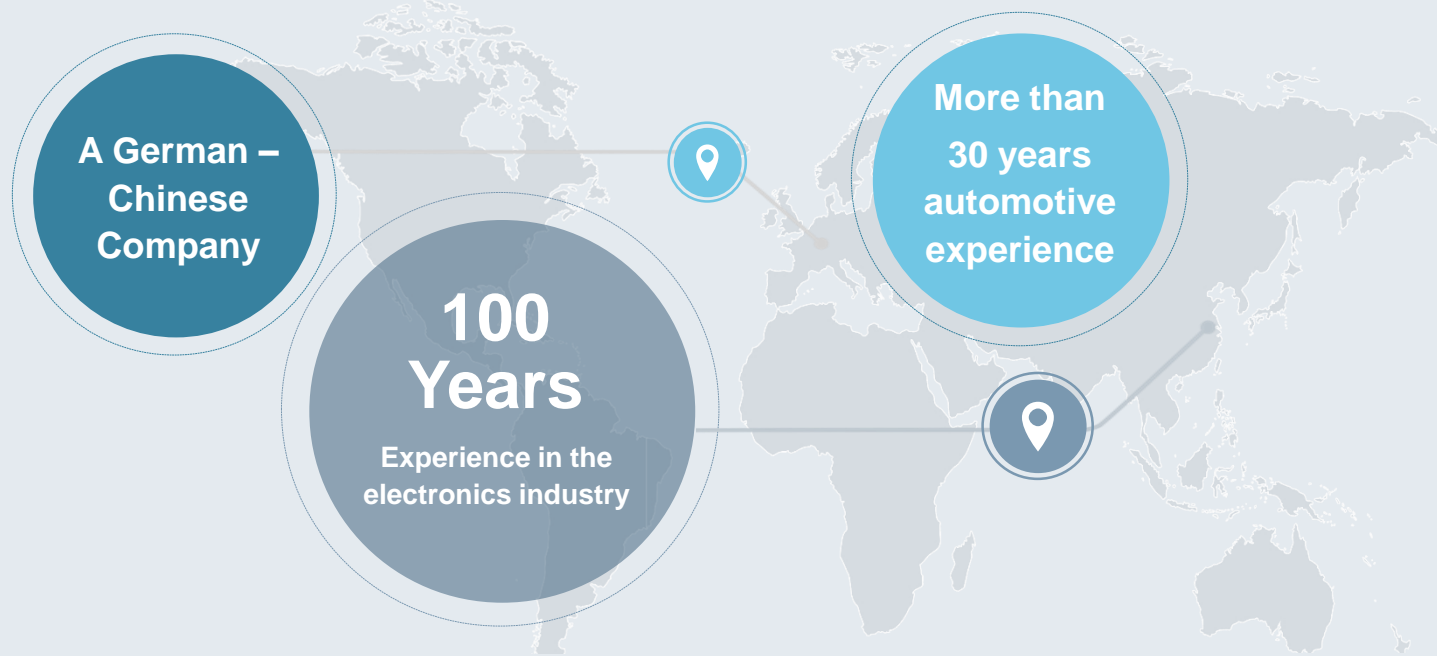 A German –
Chinese
Company
100
Years
Experience in the
electronics industry
More than
30 years
automotive
experience